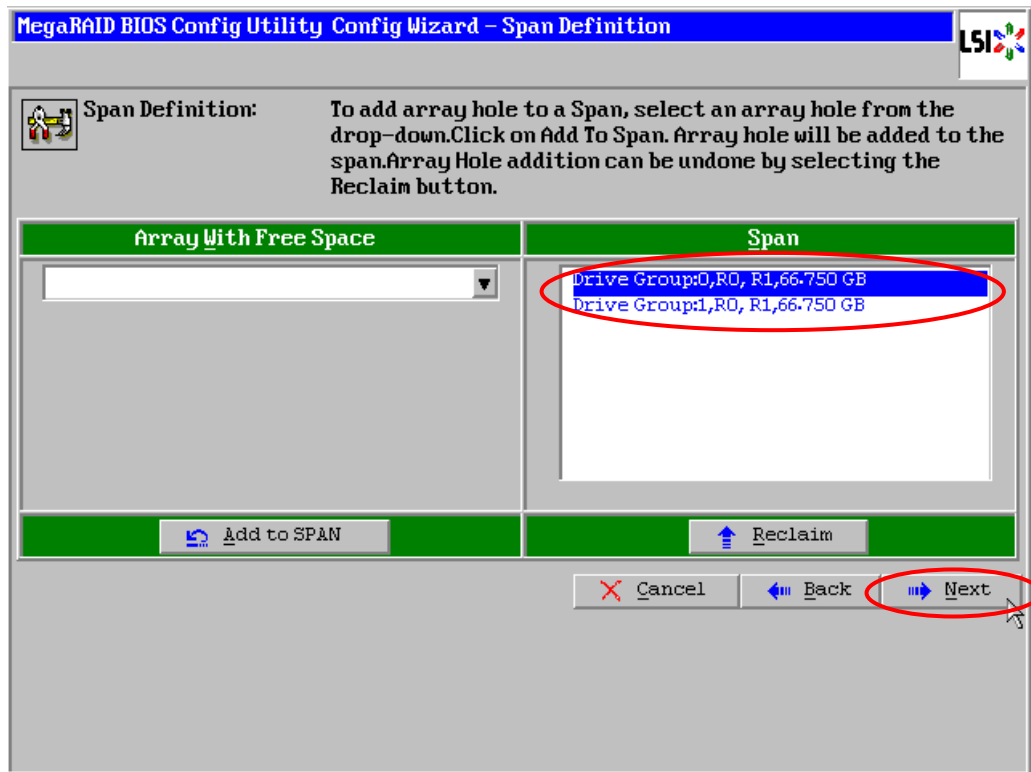 MegaRAID BIOS Config Utility Config Wizard – Span Definition
LSI
Span Definition:
To add array hole to a Span, select an array hole from the
drop-down.Click on Add To Span. Array hole will be added to the
span.Array Hole addition can be undone by selecting the
Reclaim button.
Array With Free Space
Span
Drive Group:0,R0, R1,66.750 GB
Drive Group:1,R0, R1,66.750 GB
Add to SPAN
Reclaim
Cancel
Back
Next